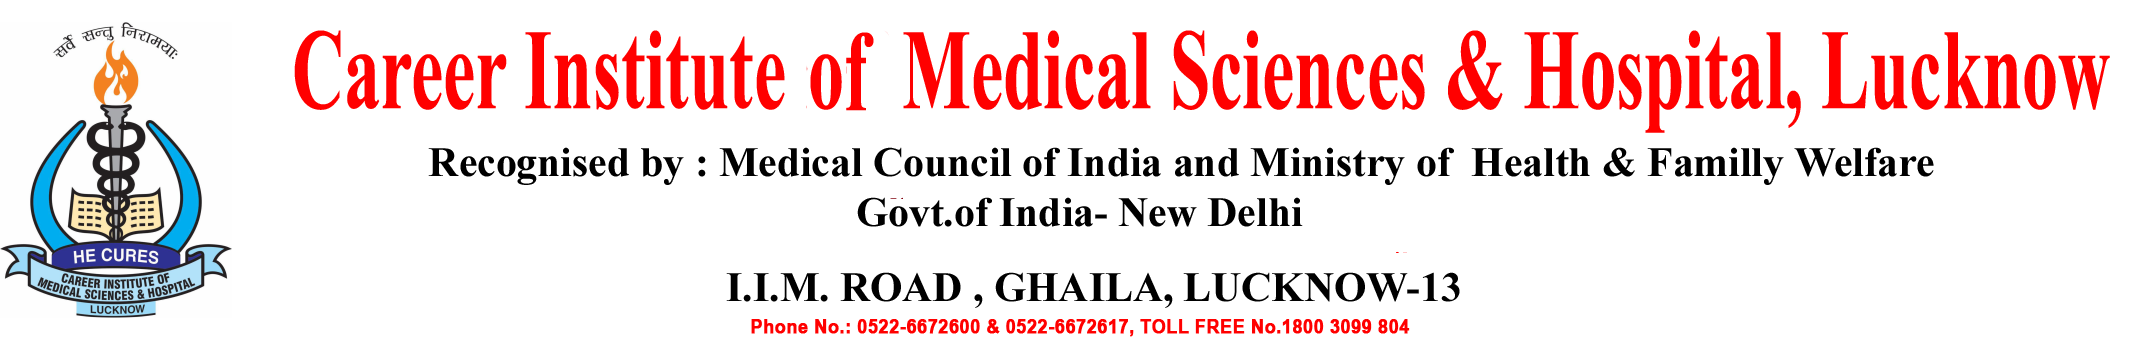 सर्वे सन्तु निरामयाः
HE CURES
CAREER INSTITUTE OF
MEDICAL SCIENCES & HOSPITAL
LUCKNOW
Career Institute of Medical Sciences & Hospital, Lucknow
Recognised by : Medical Council of India and Ministry of Health & Familly Welfare
Govt.of India- New Delhi
I.I.M. ROAD , GHAILA, LUCKNOW-13
Phone No.: 0522-6672600 & 0522-6672617, TOLL FREE No.1800 3099 804